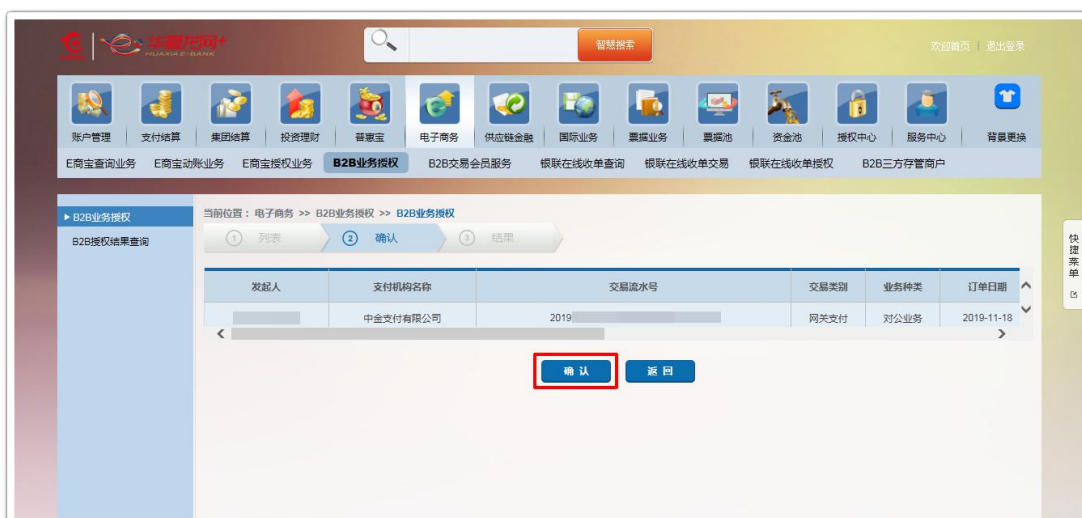 华夏龙网+
HUAXIA E-BANK
智慧搜索
欢迎首页 | 退出登录
账户管理 支付结算 集团结算 投资理财 普惠宝 电子商务 供应链金融 国际业务 票据业务 票据池 资金池 授权中心 服务中心 背景更换
E商宝查询业务 E商宝动账业务 E商宝授权业务 B2B业务授权 B2B交易会员服务 银联在线收单查询 银联在线收单交易 银联在线收单授权 B2B三方存管商户
B2B业务授权
B2B授权结果查询
当前位置：电子商务 >> B2B业务授权 >> B2B业务授权
1 列表 2 确认 3 结果
发起人 支付机构名称 交易流水号 交易类别 业务种类 订单日期
中金支付有限公司 2019 网关支付 对公业务 2019-11-18
确认 返回
快捷菜单